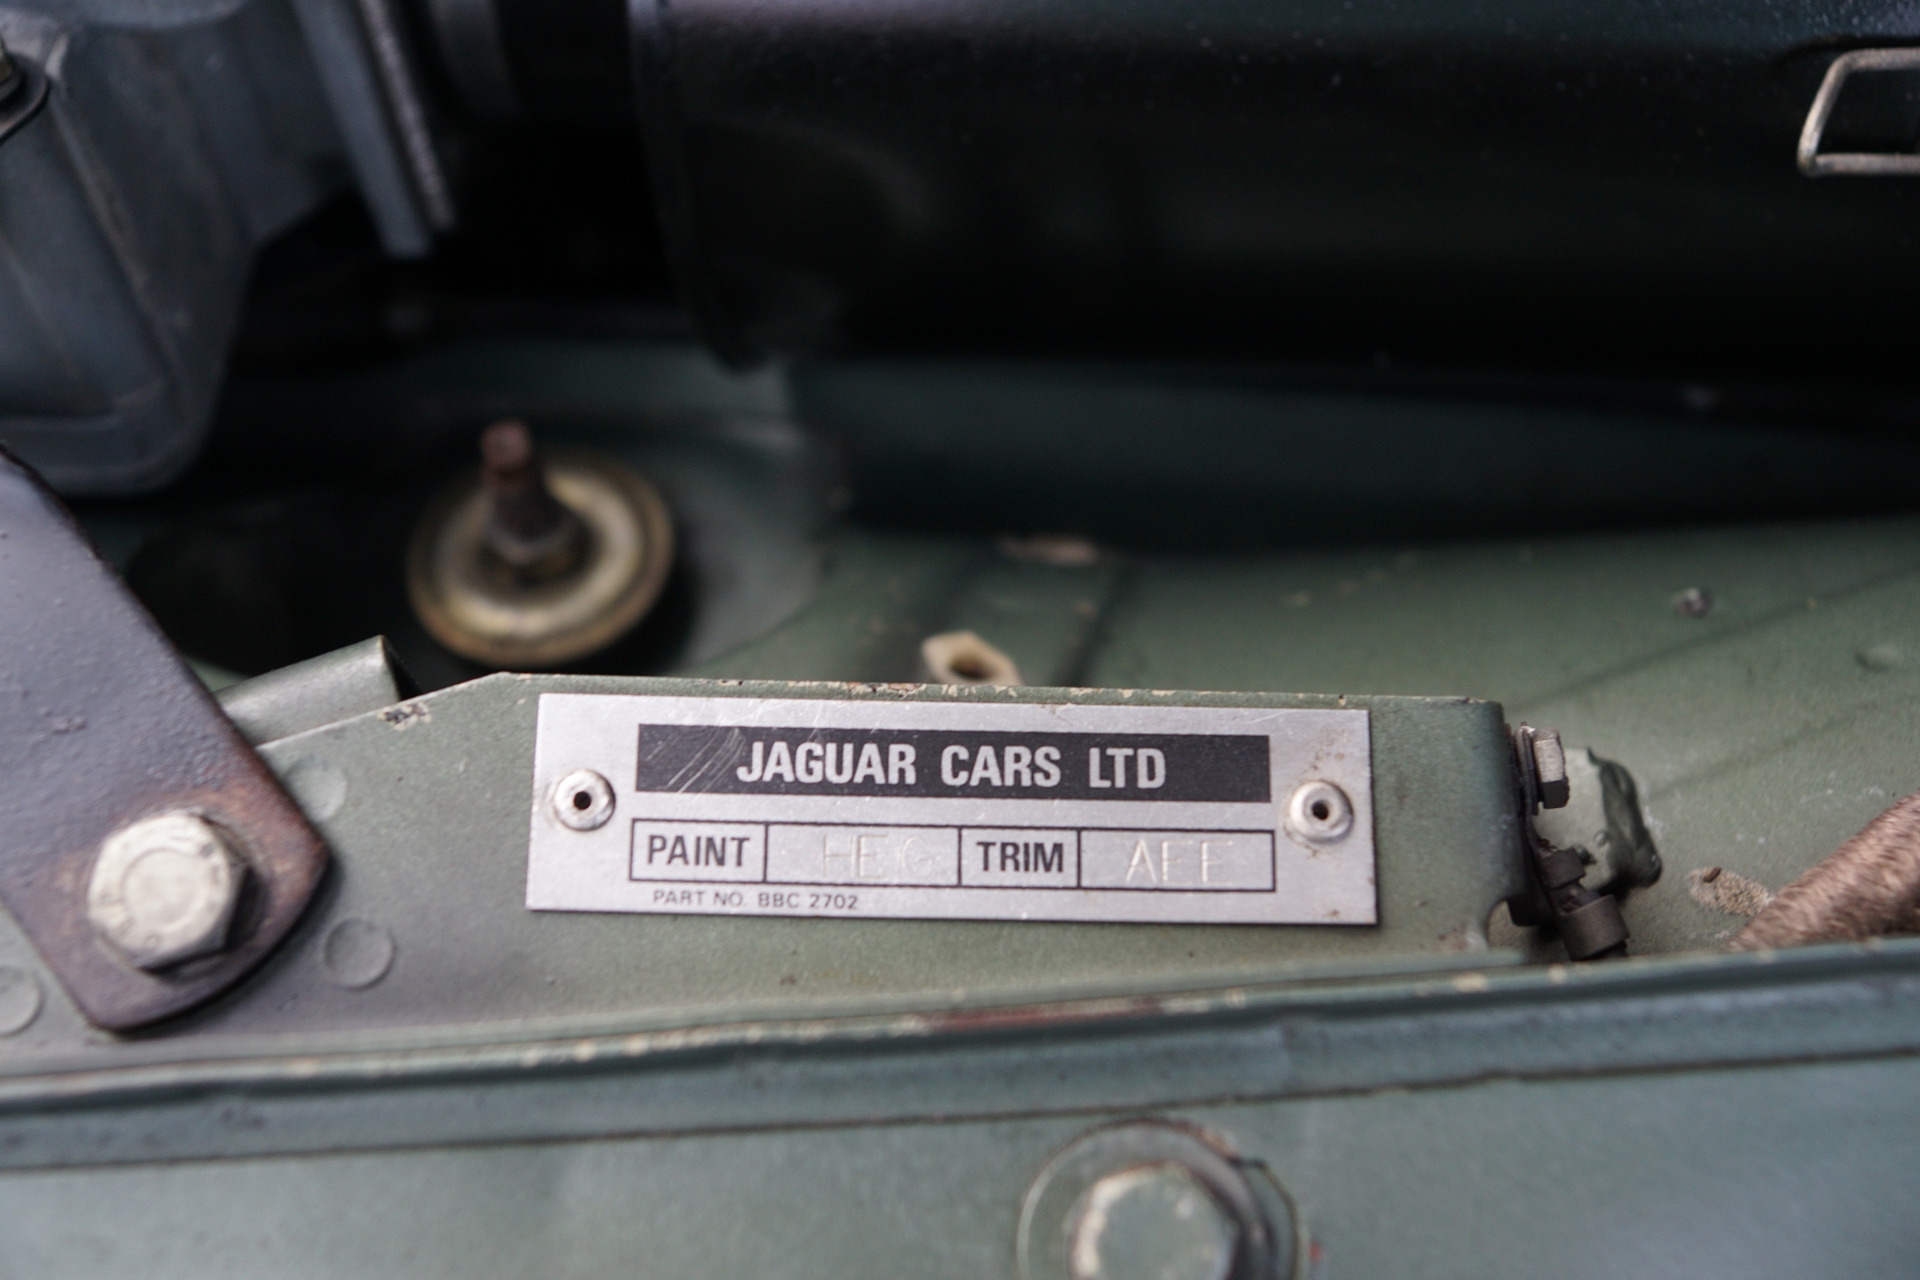 JAGUAR CARS LTD
PAINT HEG TRIM AEE
PART NO. BBC 2702